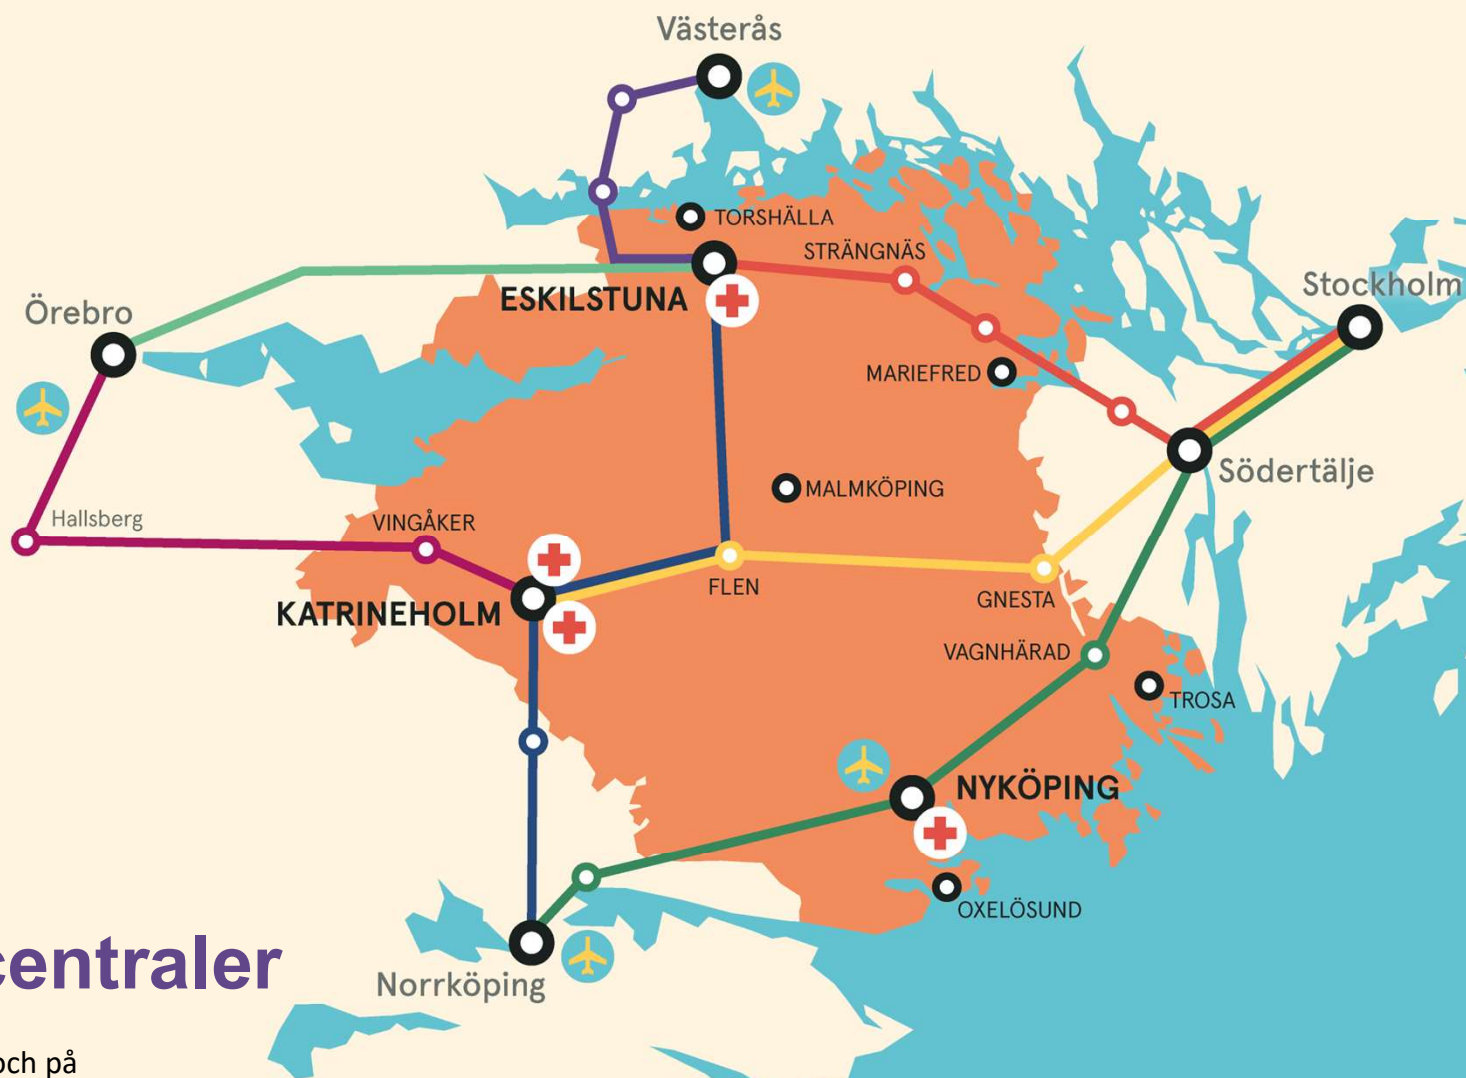 Västerås
TORSHÄLLA
STRÄNGNÄS
Stockholm
ESKILSTUNA
Örebro
MARIEFRED
Södertälje
MALMKÖPING
Hallsberg
VINGÅKER
FLEN
GNESTA
KATRINEHOLM
VAGNHÄRAD
TROSA
NYKÖPING
OXELÖSUND
centraler
Norrköping
och på